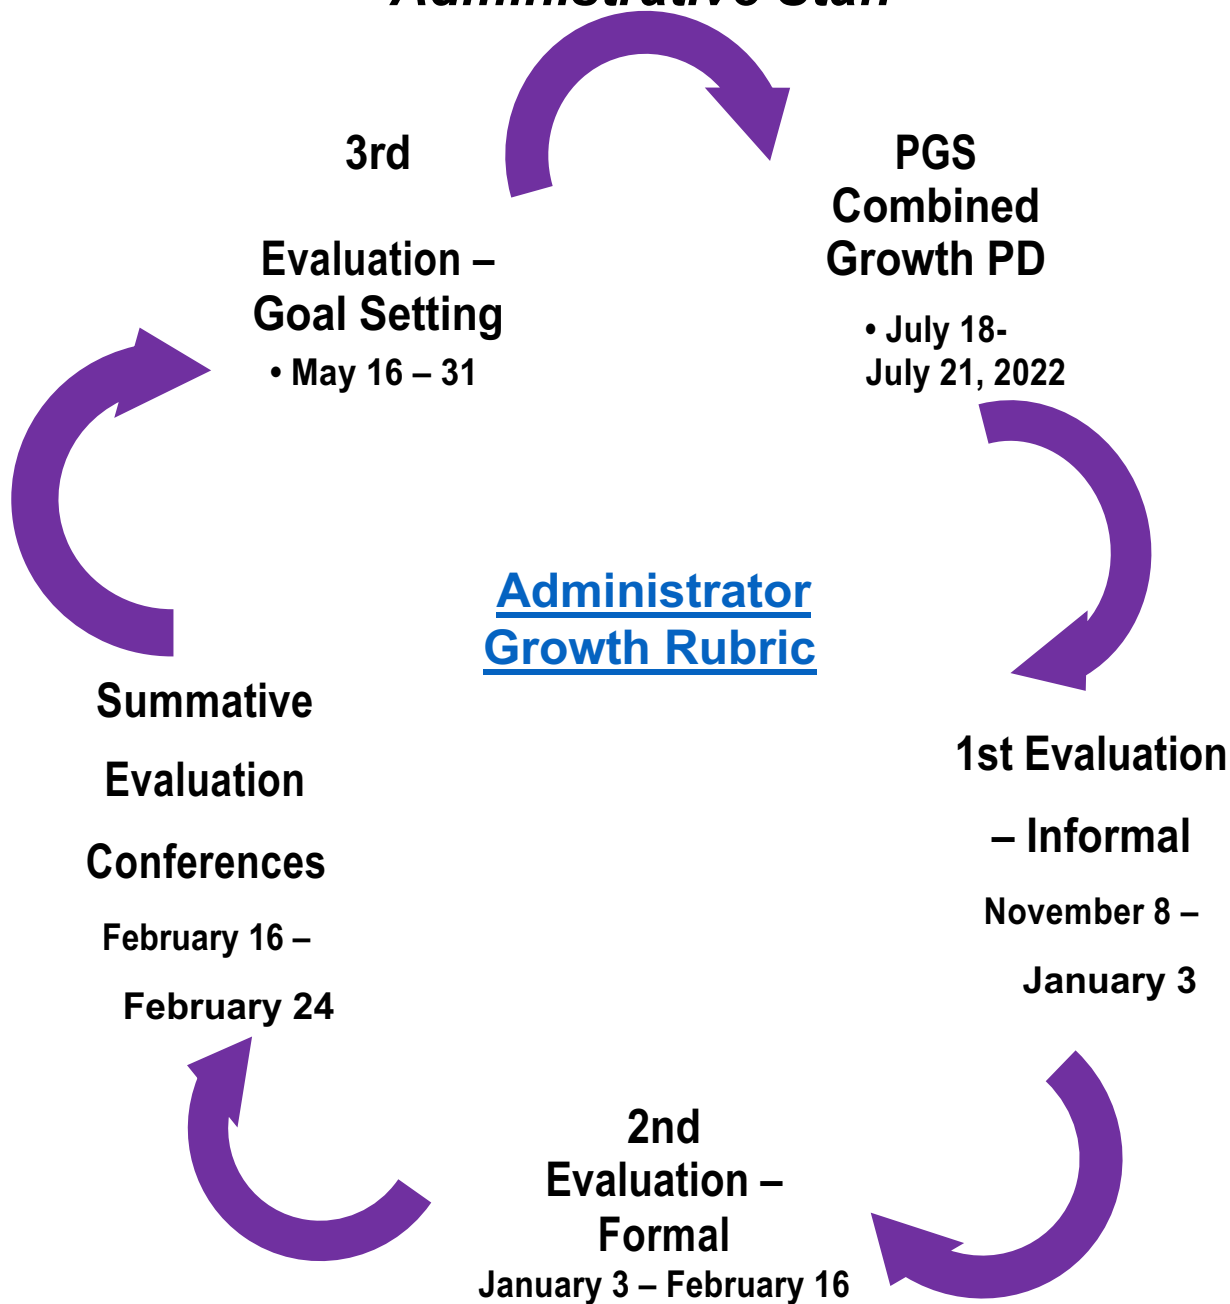 Administrative Staff
3rd
Evaluation –
Goal Setting
• May 16 – 31
PGS
Combined
Growth PD
• July 18-
July 21, 2022
Administrator
Growth Rubric
1st Evaluation
– Informal
November 8 –
January 3
2nd
Evaluation –
Formal
January 3 – February 16
Summative
Evaluation
Conferences
February 16 –
February 24